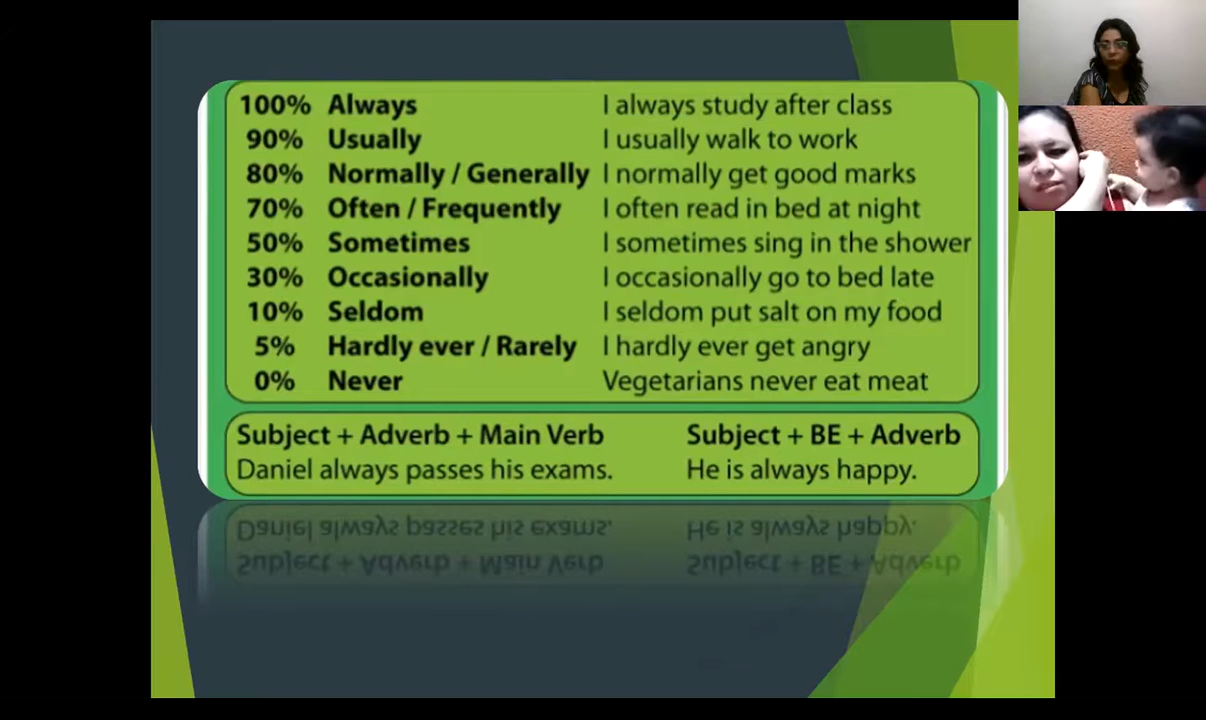 100% Always I always study after class
90% Usually I usually walk to work
80% Normally / Generally I normally get good marks
70% Often / Frequently I often read in bed at night
50% Sometimes I sometimes sing in the shower
30% Occasionally I occasionally go to bed late
10% Seldom I seldom put salt on my food
5% Hardly ever / Rarely I hardly ever get angry
0% Never Vegetarians never eat meat
Subject + Adverb + Main Verb Subject + BE + Adverb
Daniel always passes his exams. He is always happy.